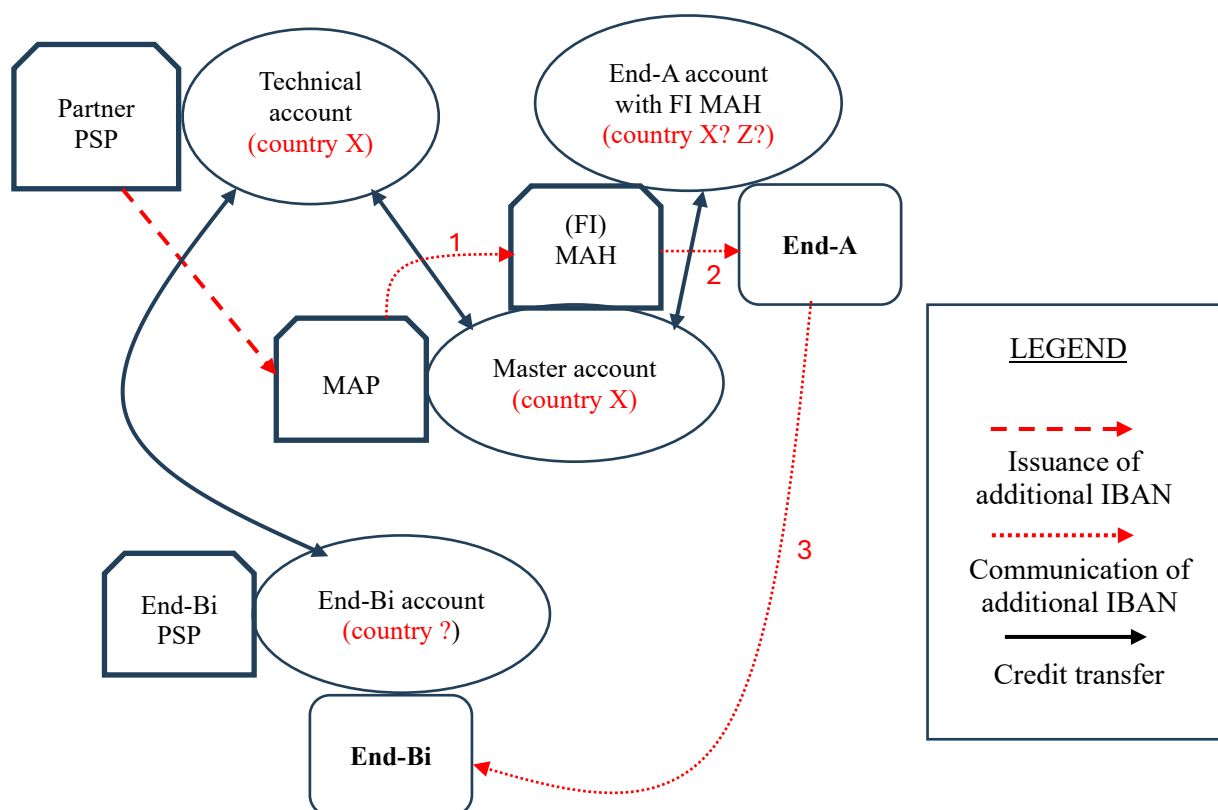 Partner
PSP
Technical
account
(country X)
End-A account
with FI MAH
(country X? Z?)
1
(FI)
MAH
2
End-A
MAP
Master account
(country X)
LEGEND
Issuance of
additional IBAN
Communication of
additional IBAN
Credit transfer
3
End-Bi
PSP
End-Bi account
(country ?)
End-Bi